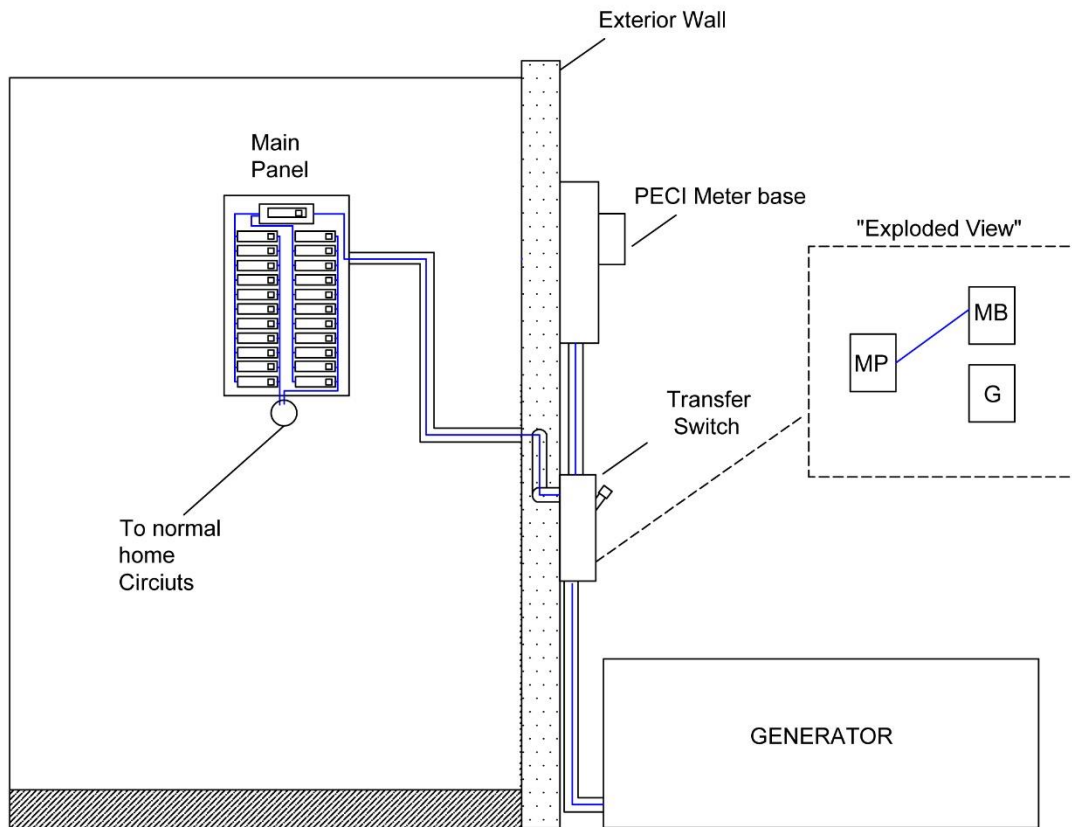 Exterior Wall
Main
Panel
PECI Meter base
"Exploded View"
MB
MP
G
Transfer
Switch
To normal
home
Circiuts
GENERATOR